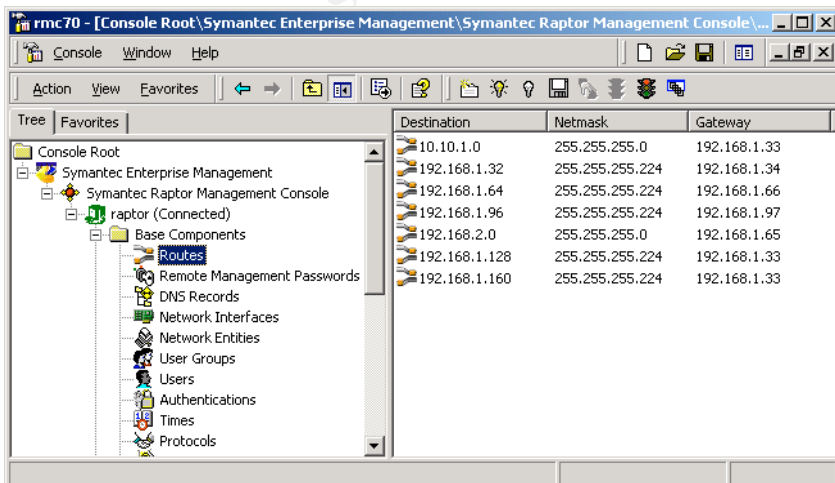 rmc70 - [Console Root\Symantec Enterprise Management\Symantec Raptor Management Console\...
Console Window Help
Action View Favorites
Tree Favorites
Console Root
Symantec Enterprise Management
Symantec Raptor Management Console
raptor (Connected)
Base Components
Routes
Remote Management Passwords
DNS Records
Network Interfaces
Network Entities
User Groups
Users
Authentications
Times
Protocols
Destination Netmask Gateway
10.10.1.0 255.255.255.0 192.168.1.33
192.168.1.32 255.255.255.224 192.168.1.34
192.168.1.64 255.255.255.224 192.168.1.66
192.168.1.96 255.255.255.224 192.168.1.97
192.168.2.0 255.255.255.0 192.168.1.65
192.168.1.128 255.255.255.224 192.168.1.33
192.168.1.160 255.255.255.224 192.168.1.33